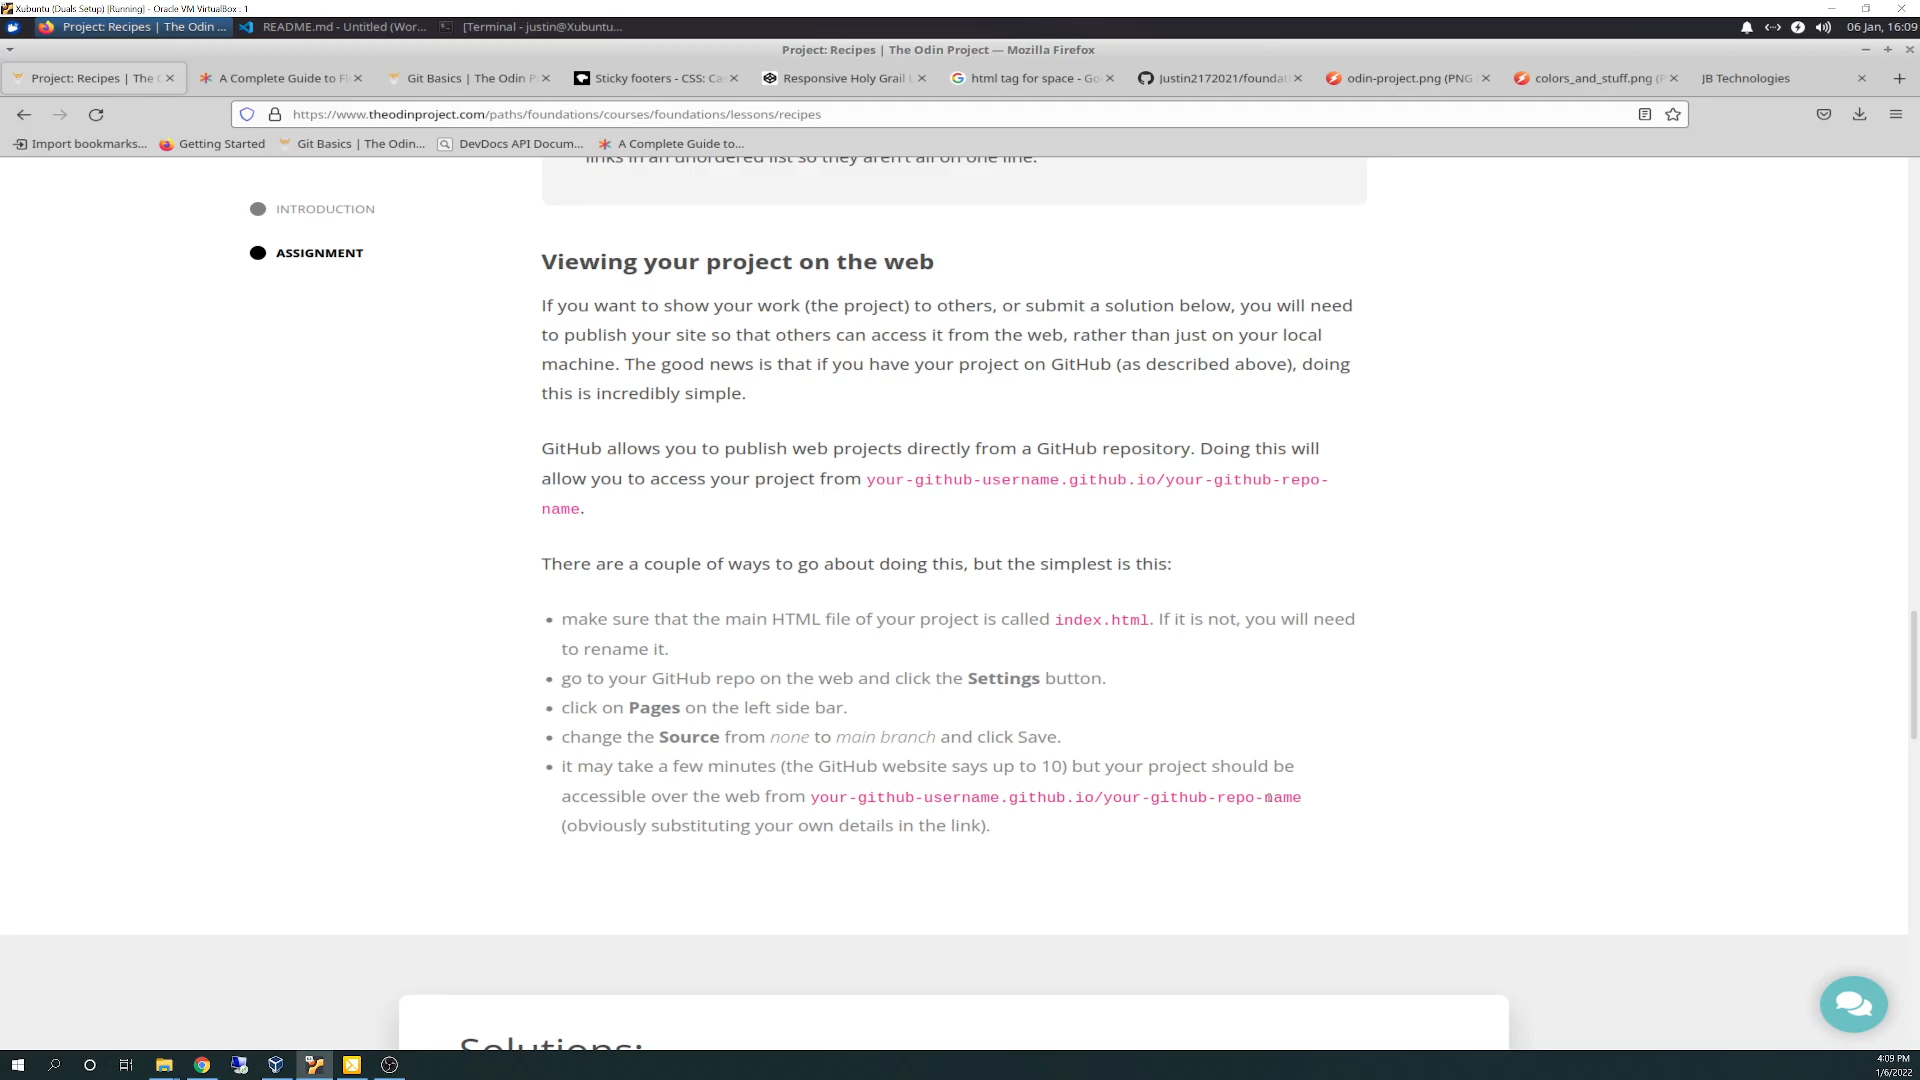 Xubuntu (Duals Setup) [Running] - Oracle VM VirtualBox : 1
Project: Recipes | The Odin ...
README.md - Untitled (Wor...
[Terminal - justin@Xubuntu...
06 Jan, 16:09
Project: Recipes | The Odin Project — Mozilla Firefox
Project: Recipes | The O
A Complete Guide to Fl
Git Basics | The Odin P
Sticky footers - CSS: Ca
Responsive Holy Grail L
html tag for space - Go
Justin2172021/foundat
odin-project.png (PNG
colors_and_stuff.png (P
JB Technologies
https://www.theodinproject.com/paths/foundations/courses/foundations/lessons/recipes
Import bookmarks...
Getting Started
Git Basics | The Odin...
DevDocs API Docum...
A Complete Guide to...
links in an unordered list so they aren't all on one line.
INTRODUCTION
ASSIGNMENT
Viewing your project on the web
If you want to show your work (the project) to others, or submit a solution below, you will need
to publish your site so that others can access it from the web, rather than just on your local
machine. The good news is that if you have your project on GitHub (as described above), doing
this is incredibly simple.
GitHub allows you to publish web projects directly from a GitHub repository. Doing this will
allow you to access your project from your-github-username.github.io/your-github-repo-
name.
There are a couple of ways to go about doing this, but the simplest is this:
• make sure that the main HTML file of your project is called index.html. If it is not, you will need
to rename it.
• go to your GitHub repo on the web and click the Settings button.
• click on Pages on the left side bar.
• change the Source from none to main branch and click Save.
• it may take a few minutes (the GitHub website says up to 10) but your project should be
accessible over the web from your-github-username.github.io/your-github-repo-name
(obviously substituting your own details in the link).
Solutions:
4:09 PM
1/6/2022